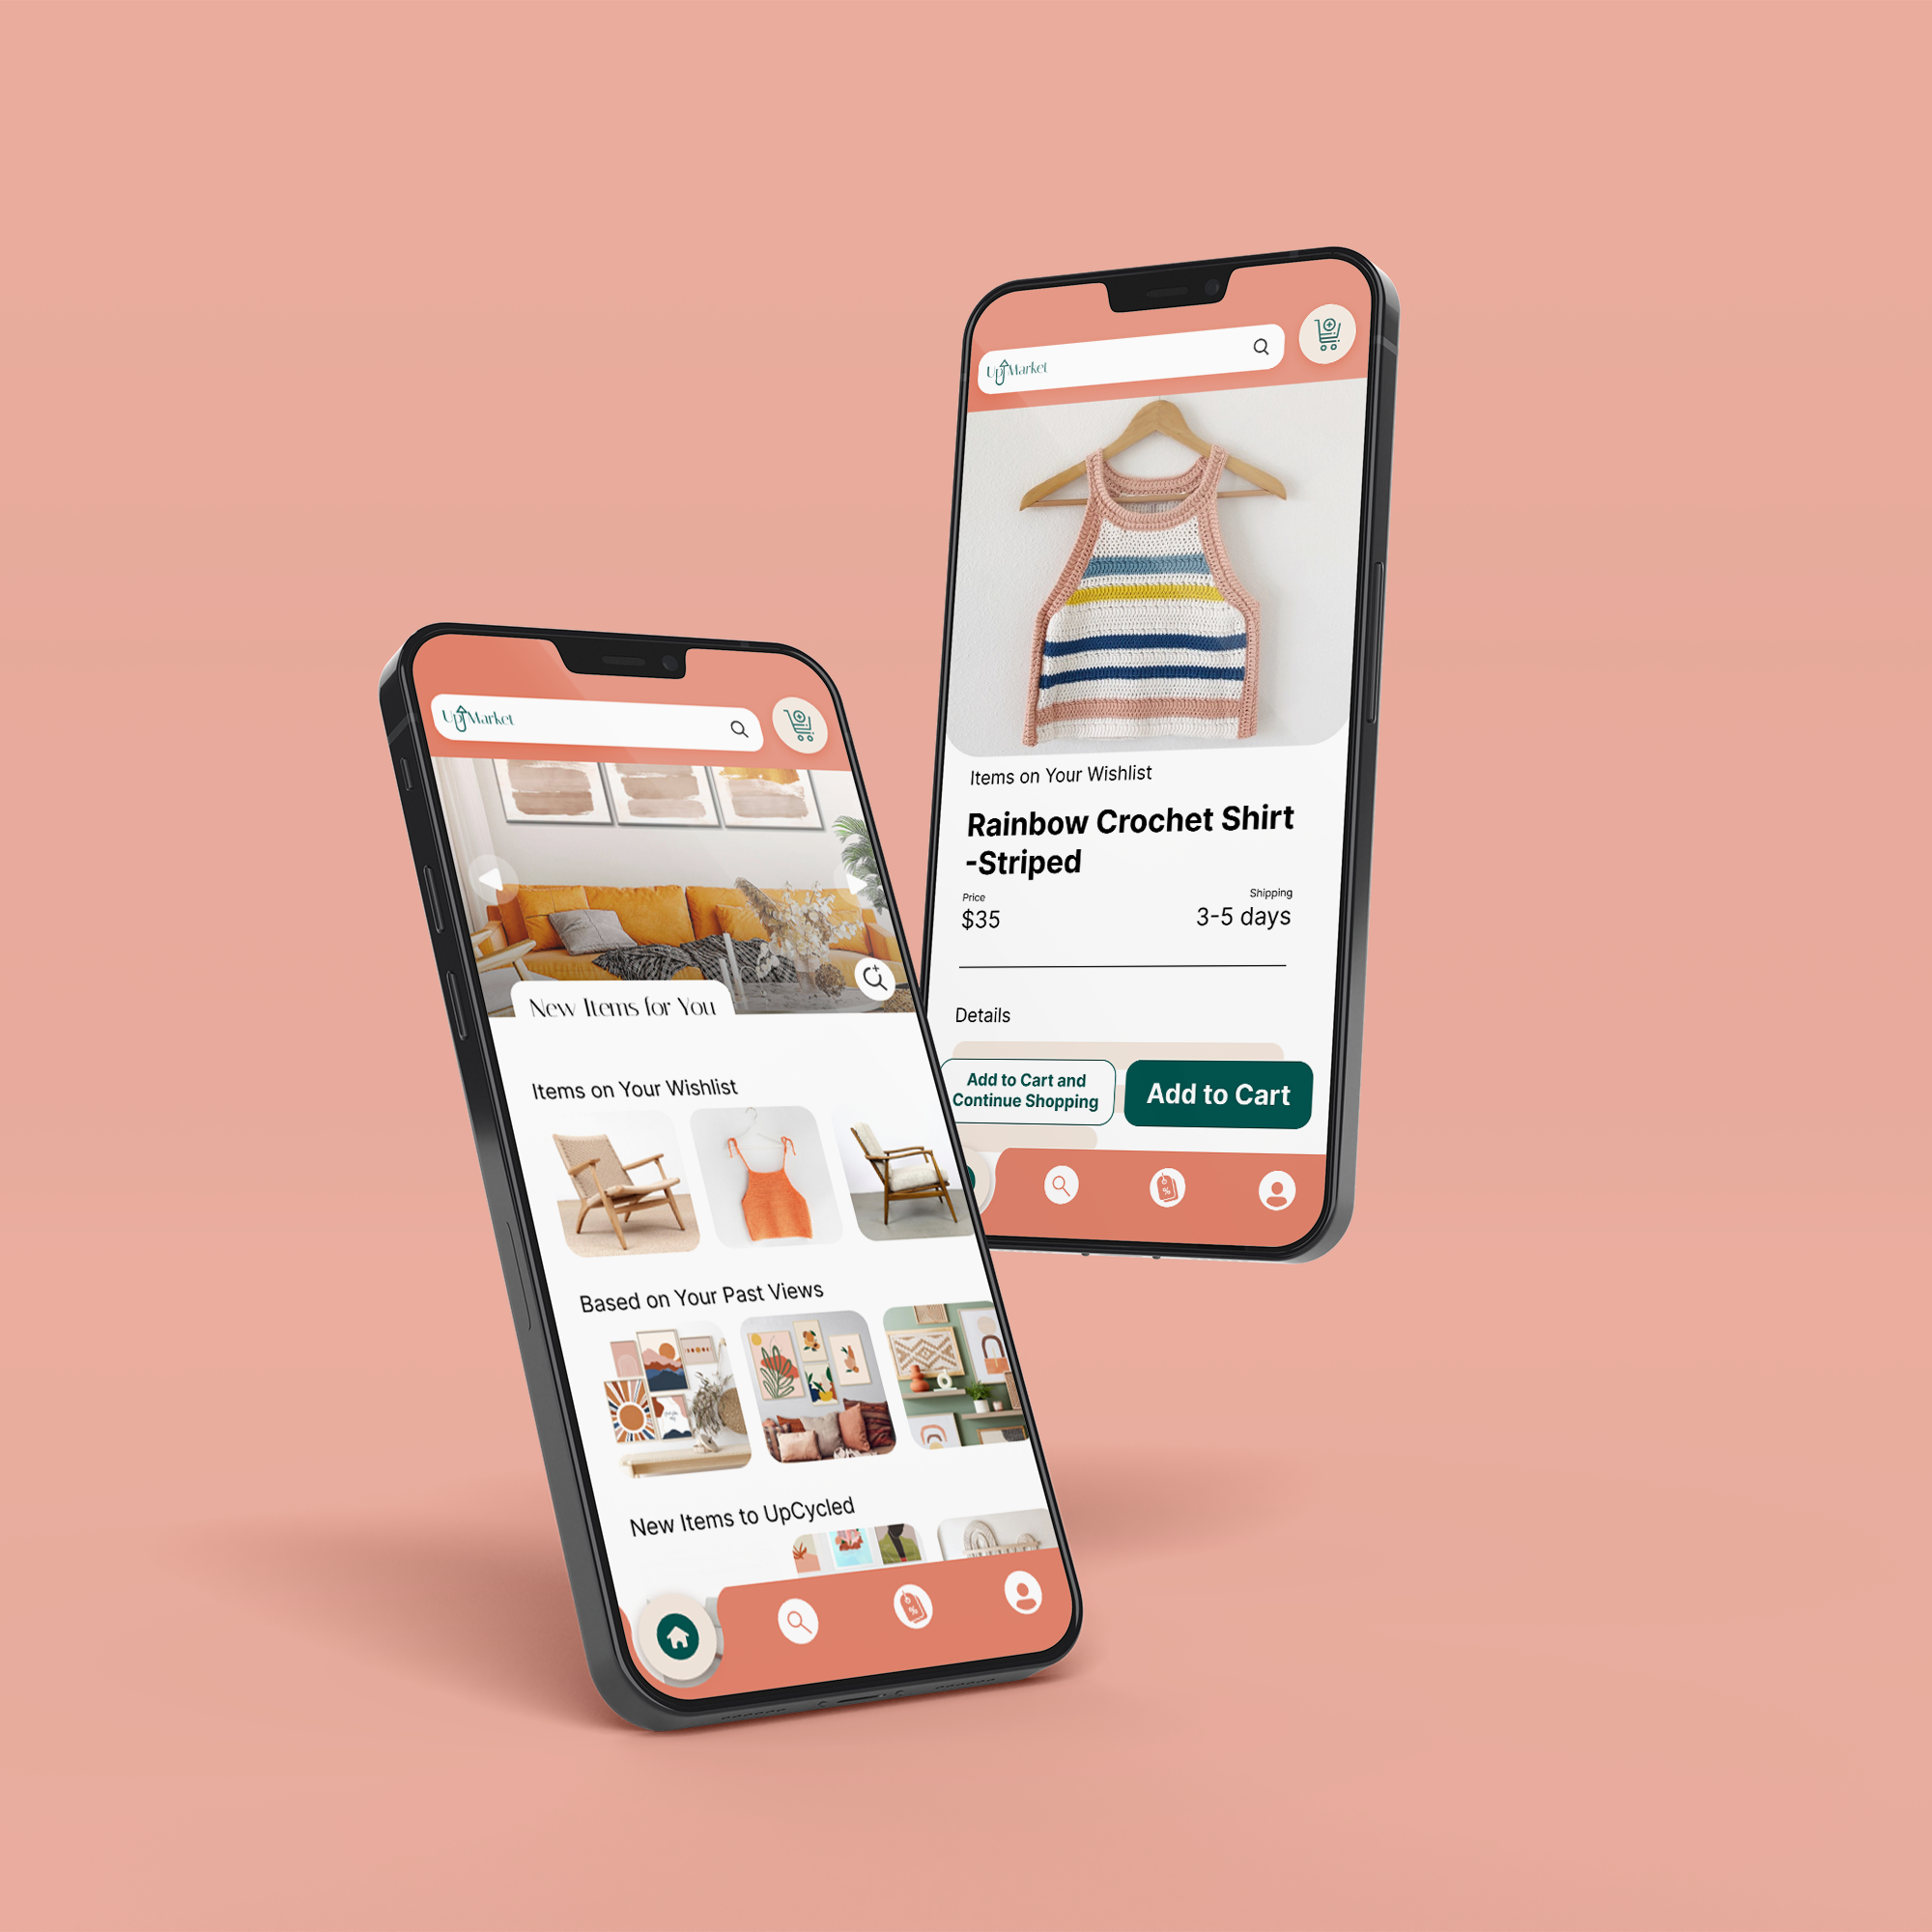 UpMarket
New Items for You
Items on Your Wishlist
Based on Your Past Views
New Items to UpCycled
UpMarket
Items on Your Wishlist
Rainbow Crochet Shirt
-Striped
Price
$35
Shipping
3-5 days
Details
Add to Cart and
Continue Shopping
Add to Cart
%
%